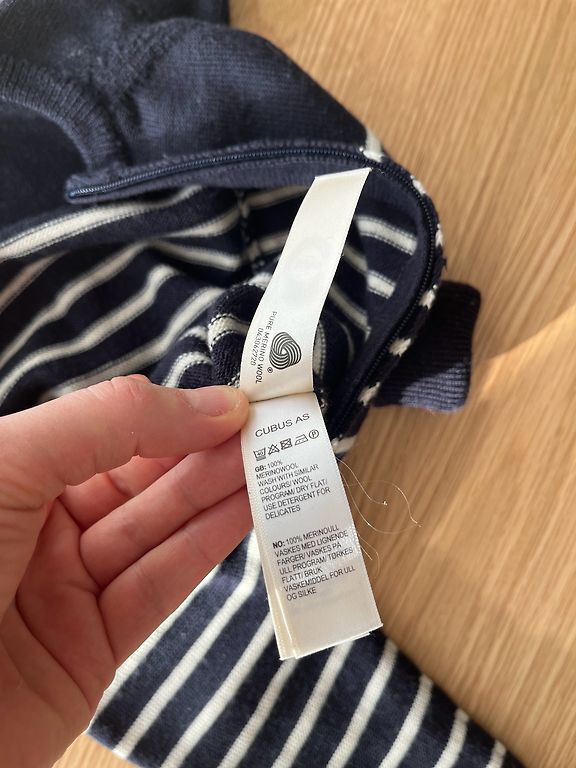 PURE MERINO WOOL
®
CUBUS AS
GB: 100%
MERINOWOOL
WASH WITH SIMILAR
COLOURS/ WOOL
PROGRAM/ DRY FLAT/
USE DETERGENT FOR
DELICATES
NO: 100% MERINOULL
VASKES MED LIGNENDE
FARGER/ VASKES PÅ
ULL PROGRAM/ TØRKES
FLATT/ BRUK
VASKEMIDDEL FOR ULL
OG SILKE